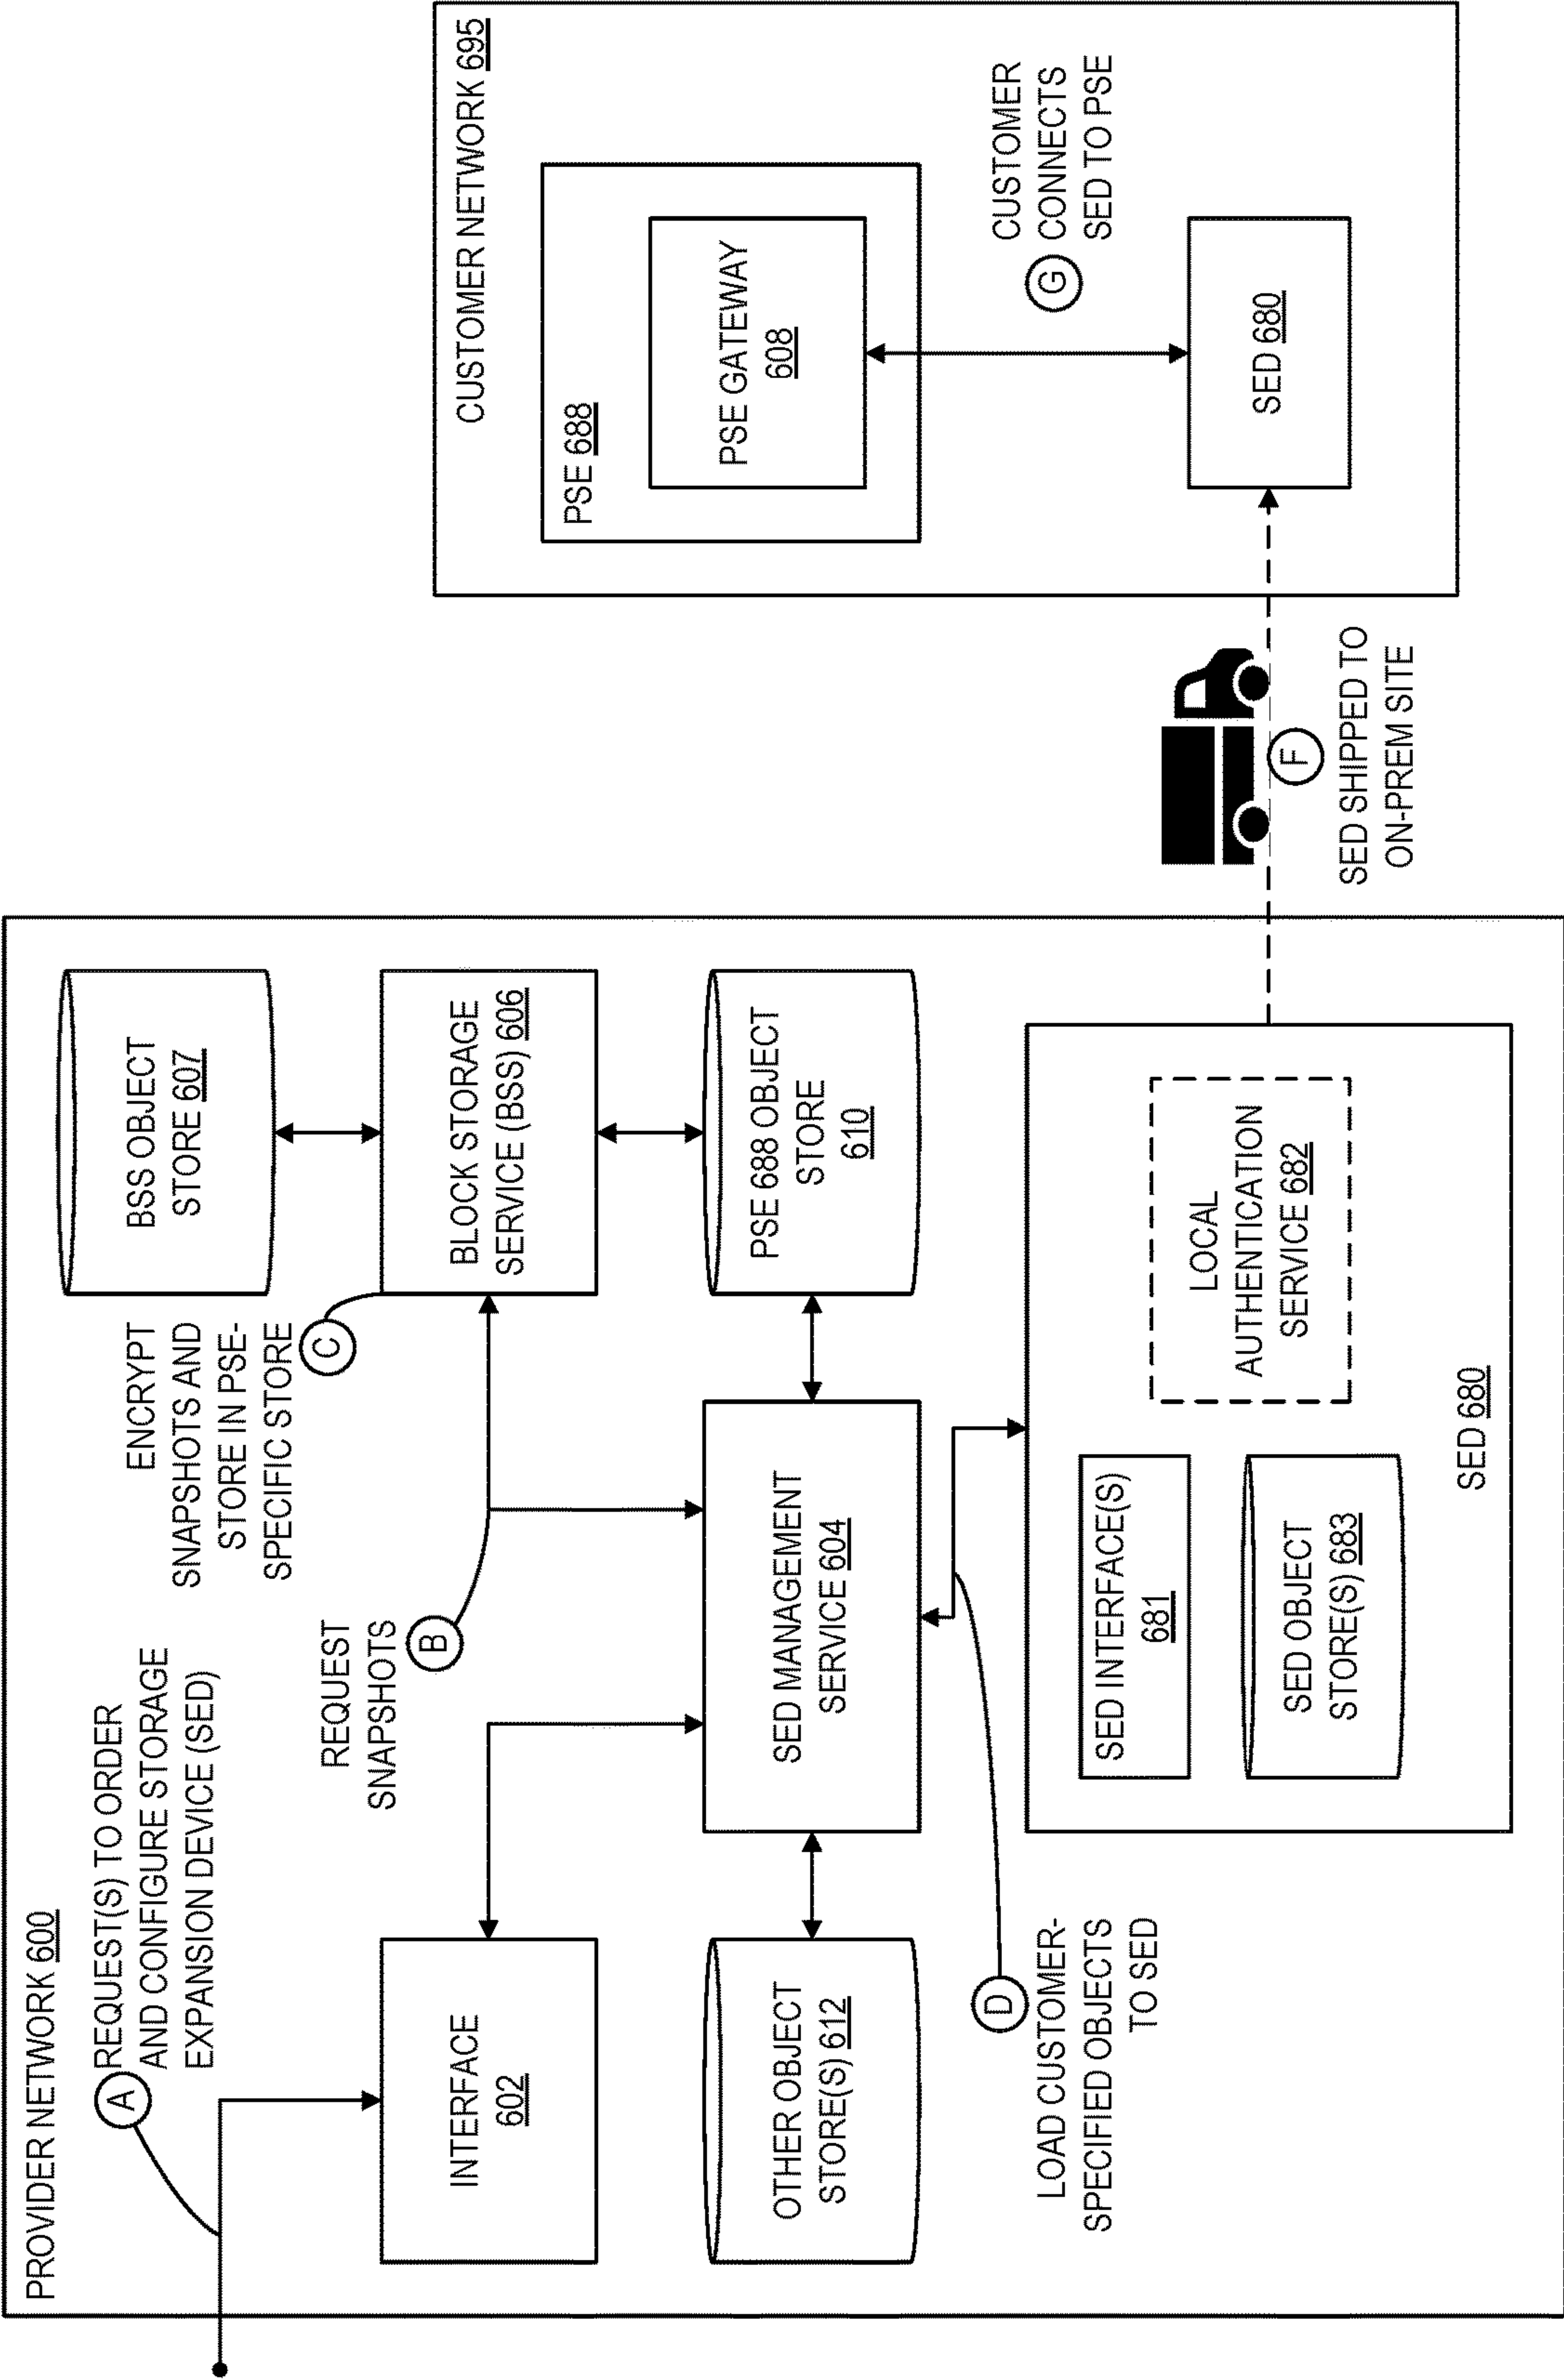 PROVIDER NETWORK 600
A
REQUEST(S) TO ORDER
AND CONFIGURE STORAGE
EXPANSION DEVICE (SED)
INTERFACE
602
REQUEST
SNAPSHOTS
B
ENCRYPT
SNAPSHOTS AND
STORE IN PSE-
SPECIFIC STORE
C
BSS OBJECT
STORE 607
BLOCK STORAGE
SERVICE (BSS) 606
OTHER OBJECT
STORE(S) 612
SED MANAGEMENT
SERVICE 604
PSE 688 OBJECT
STORE
610
D
LOAD CUSTOMER-
SPECIFIED OBJECTS
TO SED
SED INTERFACE(S)
681
SED OBJECT
STORE(S) 683
LOCAL
AUTHENTICATION
SERVICE 682
SED 680
F
SED SHIPPED TO
ON-PREM SITE
CUSTOMER NETWORK 695
PSE 688
PSE GATEWAY
608
G
CUSTOMER
CONNECTS
SED TO PSE
SED 680